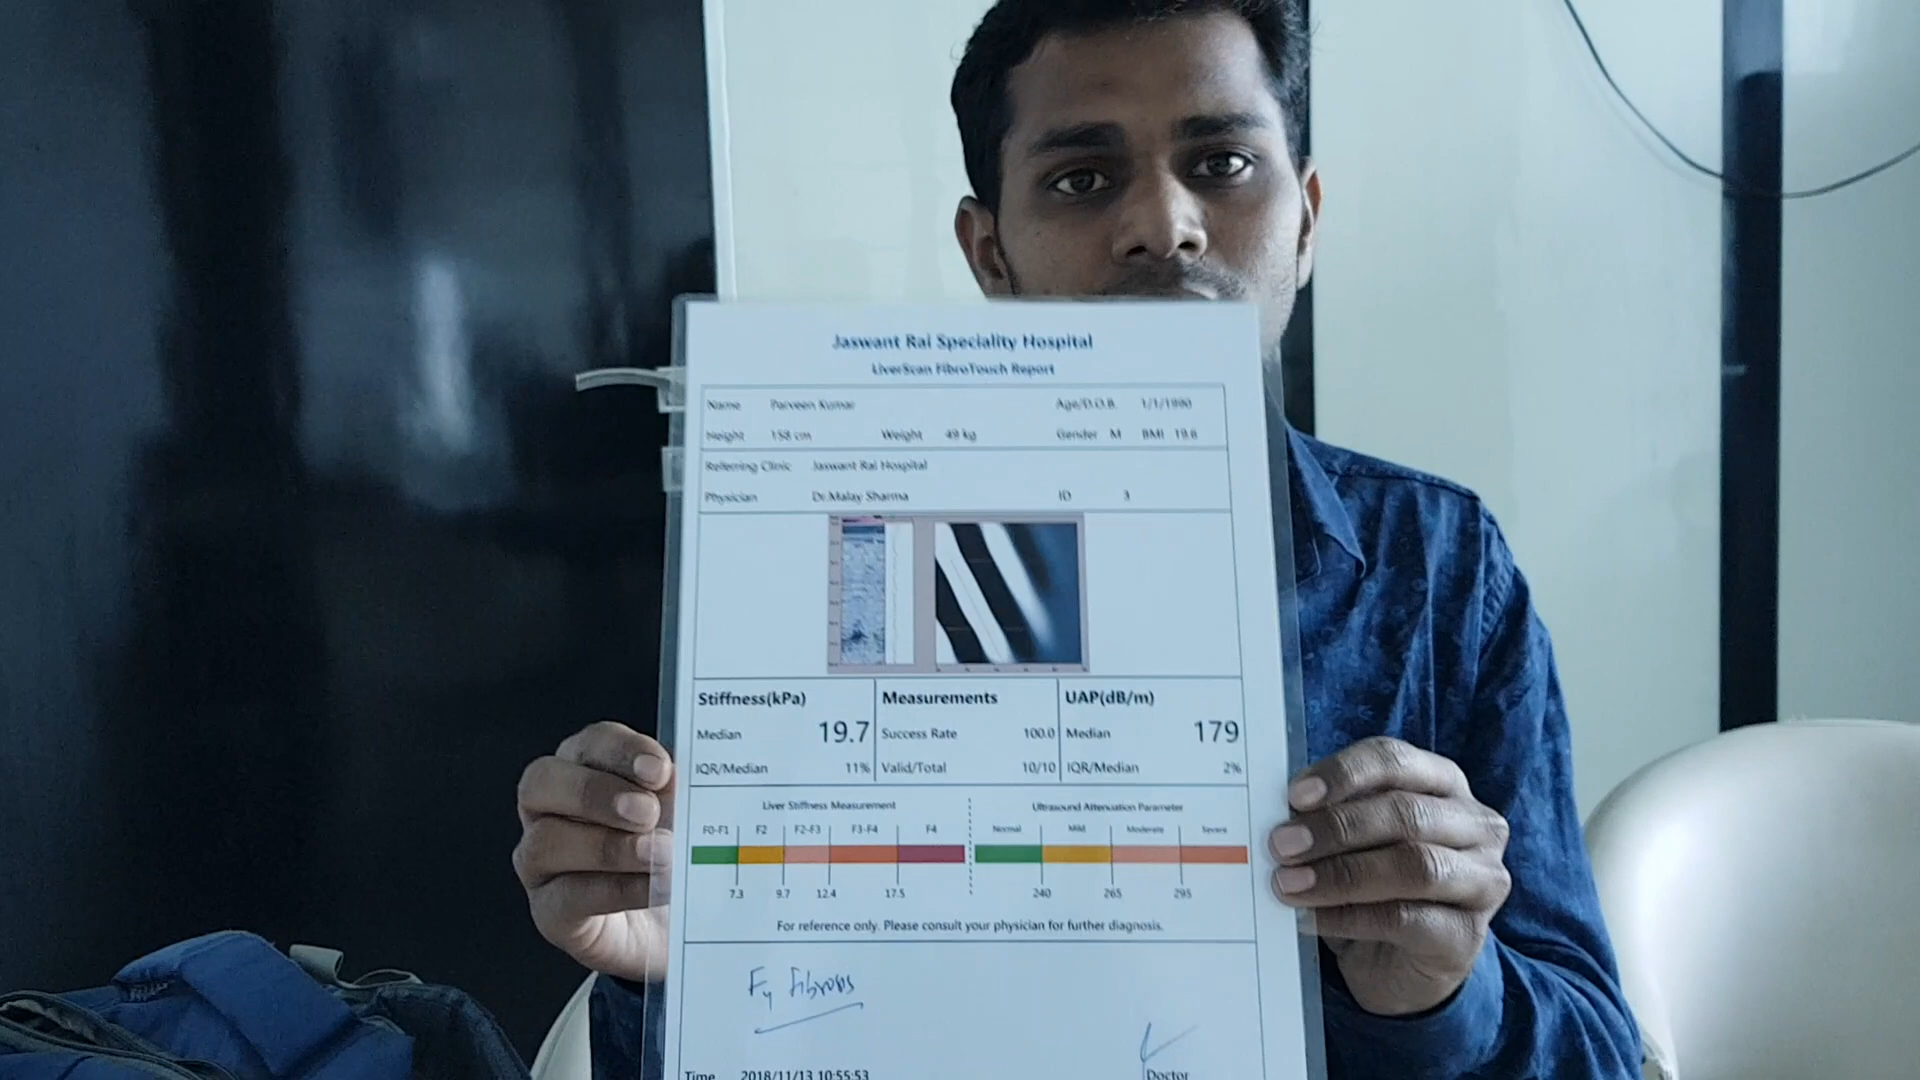 Jaswant Rai Speciality Hospital
LiverScan FibroTouch Report
Name Parveen Kumar Age/D.O.B. 1/1/1990
Height 158 cm Weight 49 kg Gender M BMI 19.6
Referring Clinic Jaswant Rai Hospital
Physician Dr.Malay Sharma ID 3
Stiffness(kPa) Measurements UAP(dB/m)
Median 19.7 Success Rate 100.0 Median 179
IQR/Median 11% Valid/Total 10/10 IQR/Median 2%
Liver Stiffness Measurement Ultrasound Attenuation Parameter
F0-F1 F2 F2-F3 F3-F4 F4 Normal Mild Moderate Severe
7.3 9.7 12.4 17.5 240 265 295
For reference only. Please consult your physician for further diagnosis.
F4 fibrosis
Time 2018/11/13 10:55:53 Doctor